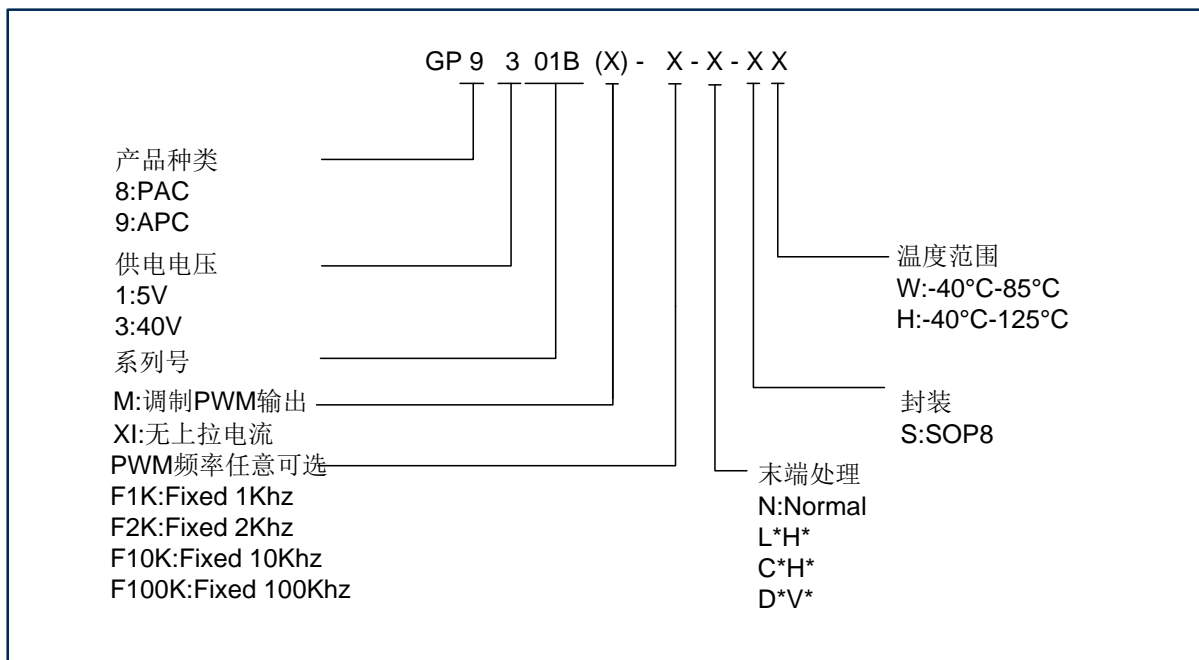 GP 9 3 01B (X) - X - X - X X
产品种类
8:PAC
9:APC
供电电压
1:5V
3:40V
系列号
M:调制PWM输出
XI:无上拉电流
PWM频率任意可选
F1K:Fixed 1Khz
F2K:Fixed 2Khz
F10K:Fixed 10Khz
F100K:Fixed 100Khz
温度范围
W:-40°C-85°C
H:-40°C-125°C
封装
S:SOP8
末端处理
N:Normal
L*H*
C*H*
D*V*